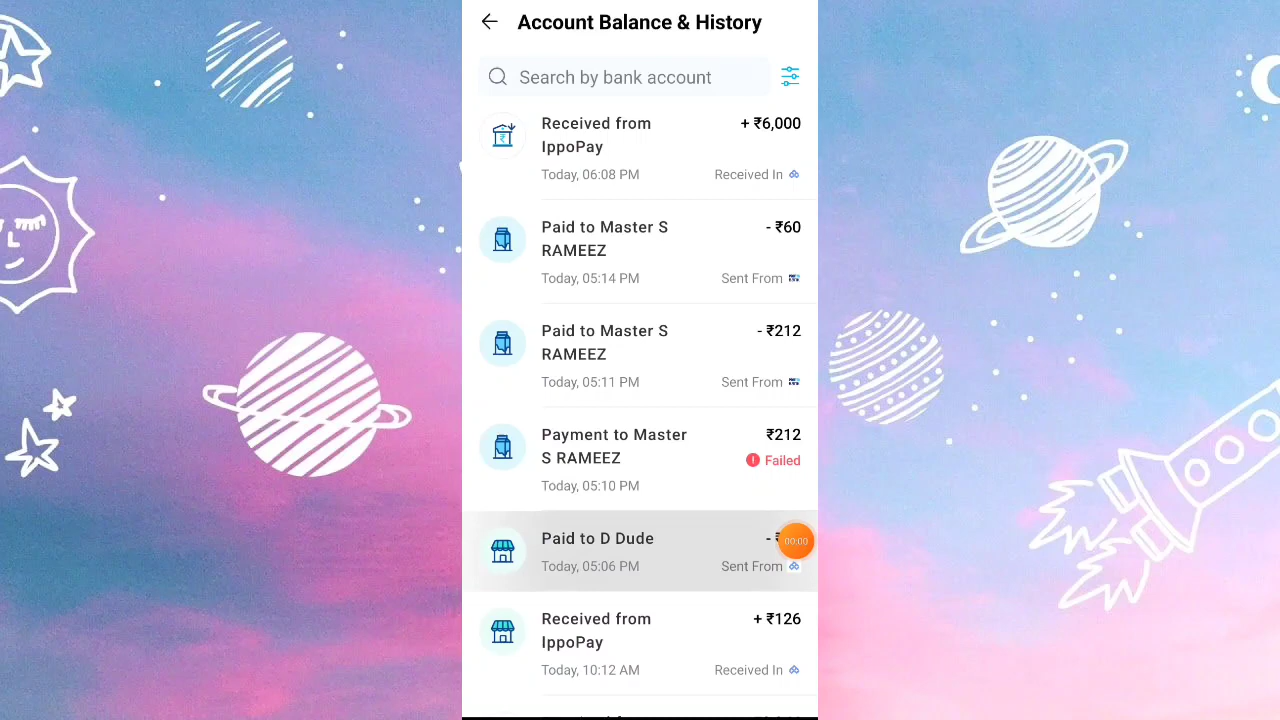 Account Balance & History
Search by bank account
Received from
+ ₹6,000
IppoPay
Today, 06:08 PM
Received In
Paid to Master S
- ₹60
RAMEEZ
Today, 05:14 PM
Sent From
Paid to Master S
- ₹212
RAMEEZ
Today, 05:11 PM
Sent From
Payment to Master
₹212
S RAMEEZ
Failed
Today, 05:10 PM
Paid to D Dude
-
00:00
Today, 05:06 PM
Sent From
Received from
+ ₹126
IppoPay
Today, 10:12 AM
Received In